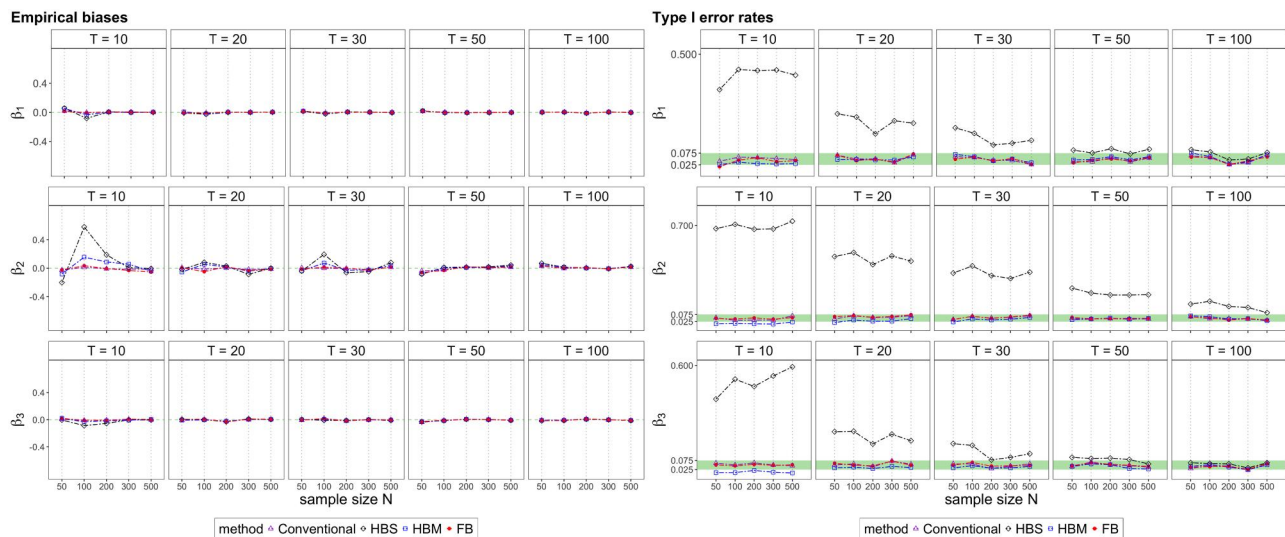 Empirical biases
T = 10 T = 20 T = 30 T = 50 T = 100
0.4
0.0
-0.4
β1
T = 10 T = 20 T = 30 T = 50 T = 100
0.4
0.0
-0.4
β2
T = 10 T = 20 T = 30 T = 50 T = 100
0.4
0.0
-0.4
β3
50 100 200 300 500 50 100 200 300 500 50 100 200 300 500 50 100 200 300 500 50 100 200 300 500
sample size N
method Conventional HBS HBM FB
Type I error rates
T = 10 T = 20 T = 30 T = 50 T = 100
0.500
β1
0.075
0.025
T = 10 T = 20 T = 30 T = 50 T = 100
0.700
β2
0.075
0.025
T = 10 T = 20 T = 30 T = 50 T = 100
0.600
β3
0.075
0.025
50 100 200 300 500 50 100 200 300 500 50 100 200 300 500 50 100 200 300 500 50 100 200 300 500
sample size N
method Conventional HBS HBM FB